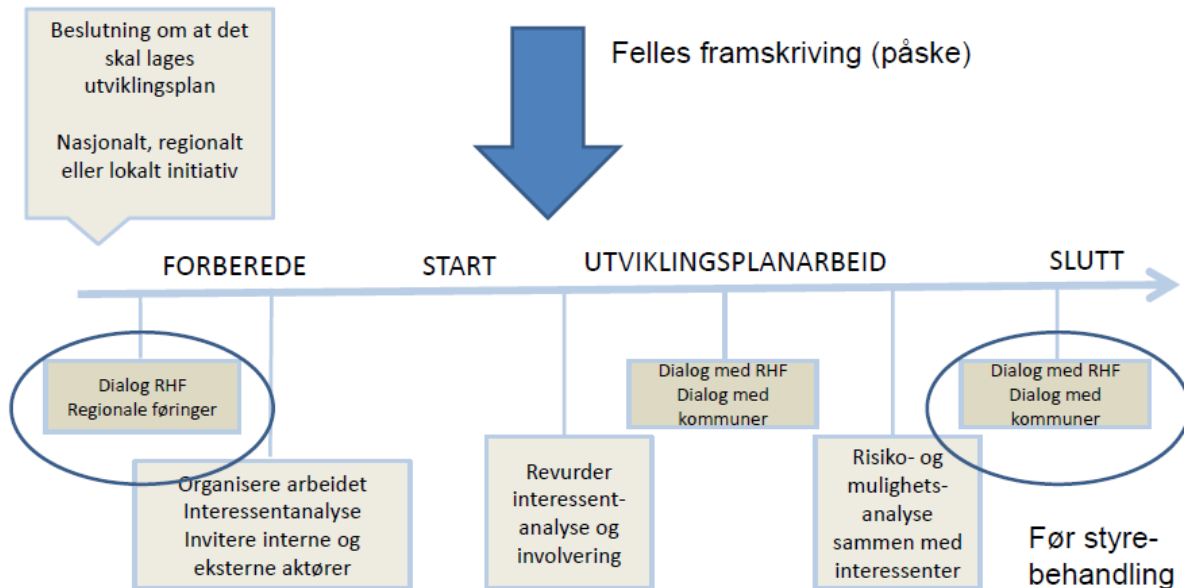 Beslutning om at det
skal lages
utviklingsplan
Nasjonalt, regionalt
eller lokalt initiativ
Felles framskriving (påske)
FORBEREDE
START
UTVIKLINGSPLANARBEID
SLUTT
Dialog RHF
Regionale føringer
Dialog med RHF
Dialog med
kommuner
Dialog med RHF
Dialog med
kommuner
Organisere arbeidet
Interessentanalyse
Invitere interne og
eksterne aktører
Revurder
interessent-
analyse og
involvering
Risiko- og
mulighets-
analyse
sammen med
interessenter
Før styre-
behandling